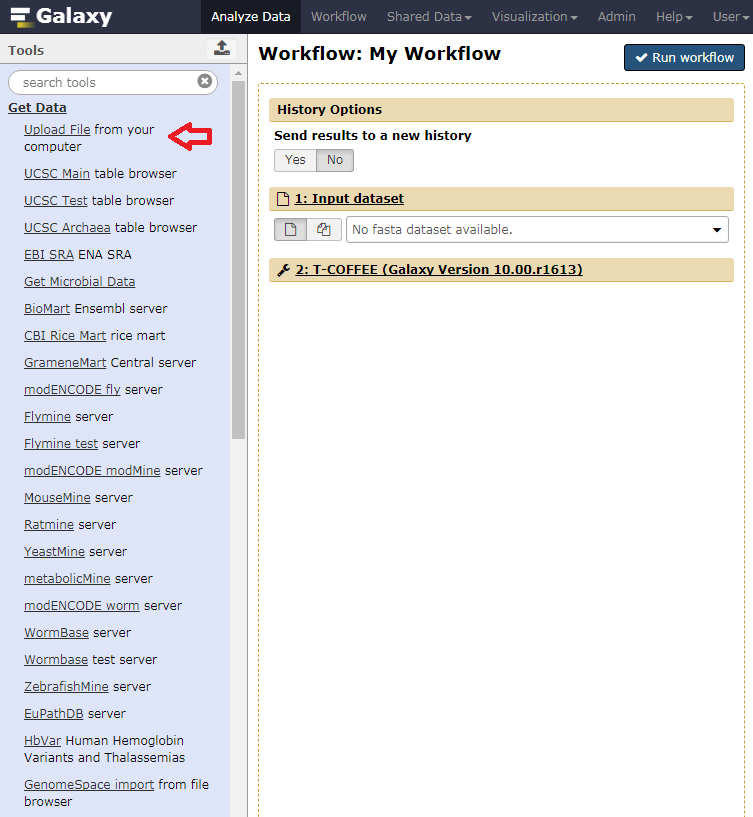 Galaxy
Analyze Data Workflow Shared Data Visualization Admin Help User
Tools
search tools
Get Data
Upload File from your
computer
UCSC Main table browser
UCSC Test table browser
UCSC Archaea table browser
EBI SRA ENA SRA
Get Microbial Data
BioMart Ensembl server
CBI Rice Mart rice mart
GrameneMart Central server
modENCODE fly server
Flymine server
Flymine test server
modENCODE modMine server
MouseMine server
Ratmine server
YeastMine server
metabolicMine server
modENCODE worm server
WormBase server
Wormbase test server
ZebrafishMine server
EuPathDB server
HbVar Human Hemoglobin
Variants and Thalassemias
GenomeSpace import from file
browser
Workflow: My Workflow
Run workflow
History Options
Send results to a new history
Yes No
1: Input dataset
No fasta dataset available.
2: T-COFFEE (Galaxy Version 10.00.r1613)